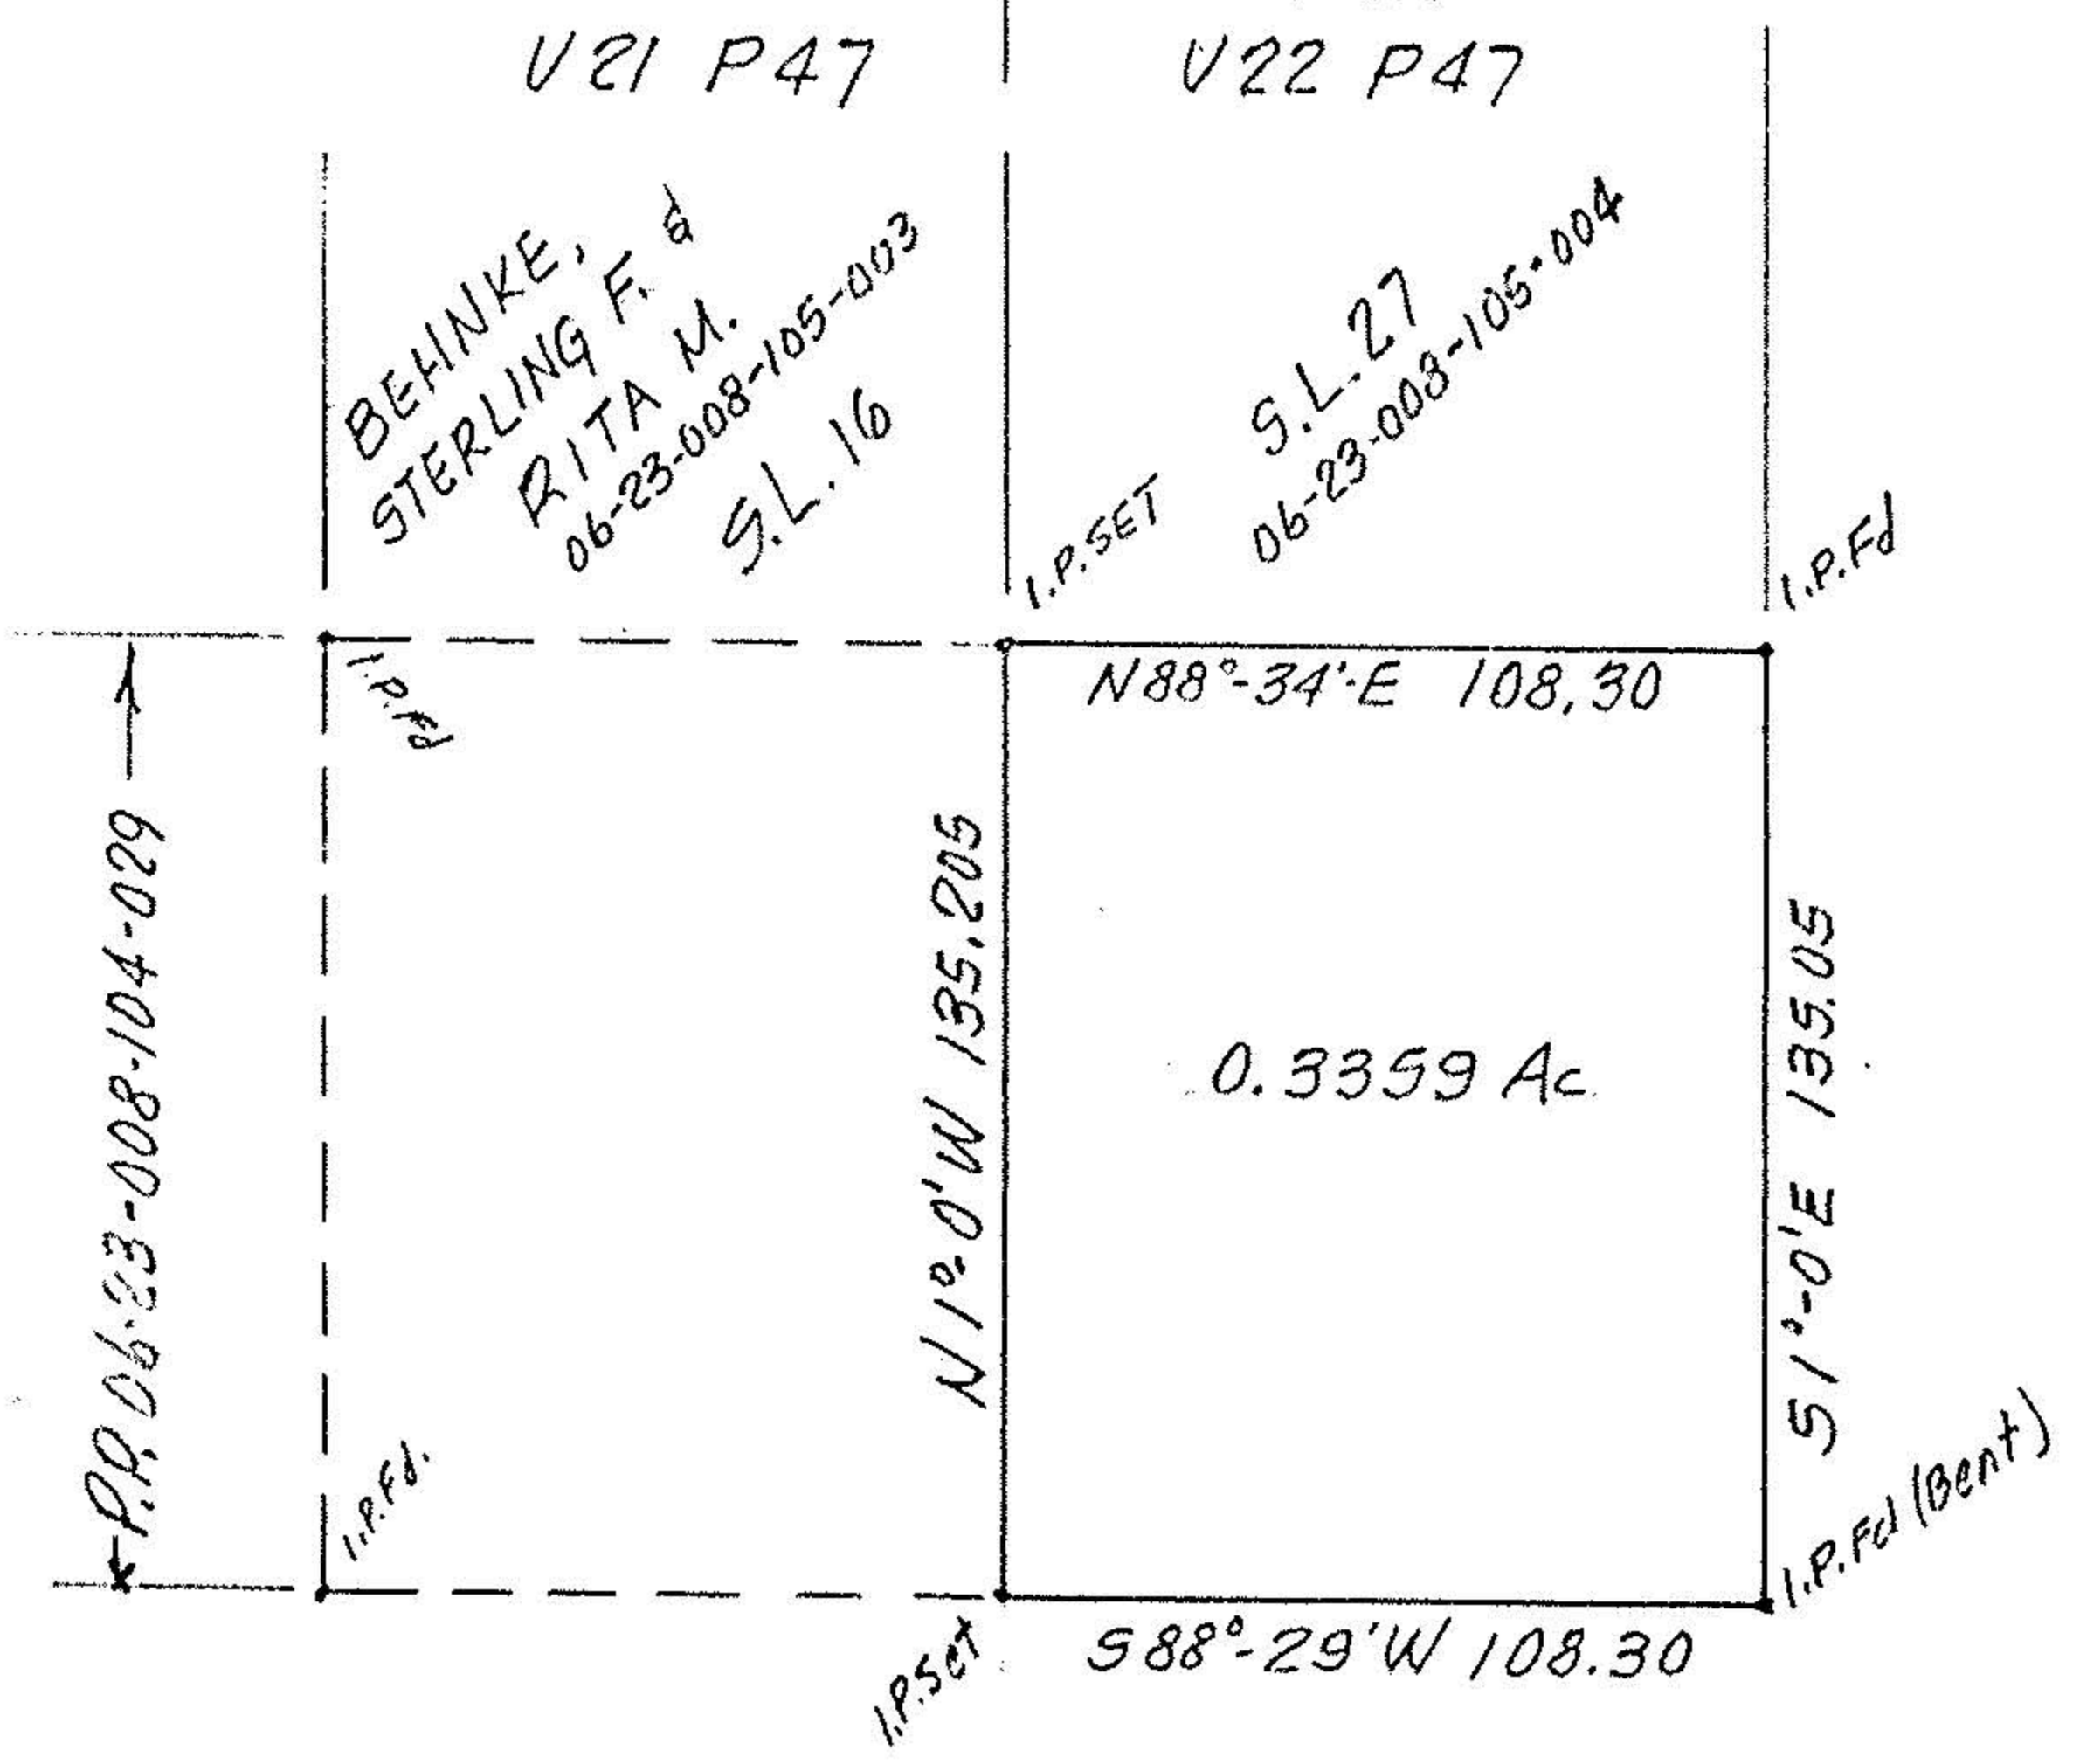 V21 P47
V22 P47
BEHNKE,
STERLING F. &
RITA M.
06-23-008-105-003
S.L. 16
S.L. 27
06-23-008-105-004
I.P. SET
I.P. Fd
I.P. Fd
N88°-34'-E 108.30
P.P. 06-23-008-104-029
N1°-0'W 135.205
0.3359 Ac
S1°-0'E 135.05
I.P. Fd.
I.P. Fd (Bent)
I.P. Set
S88°-29'W 108.30